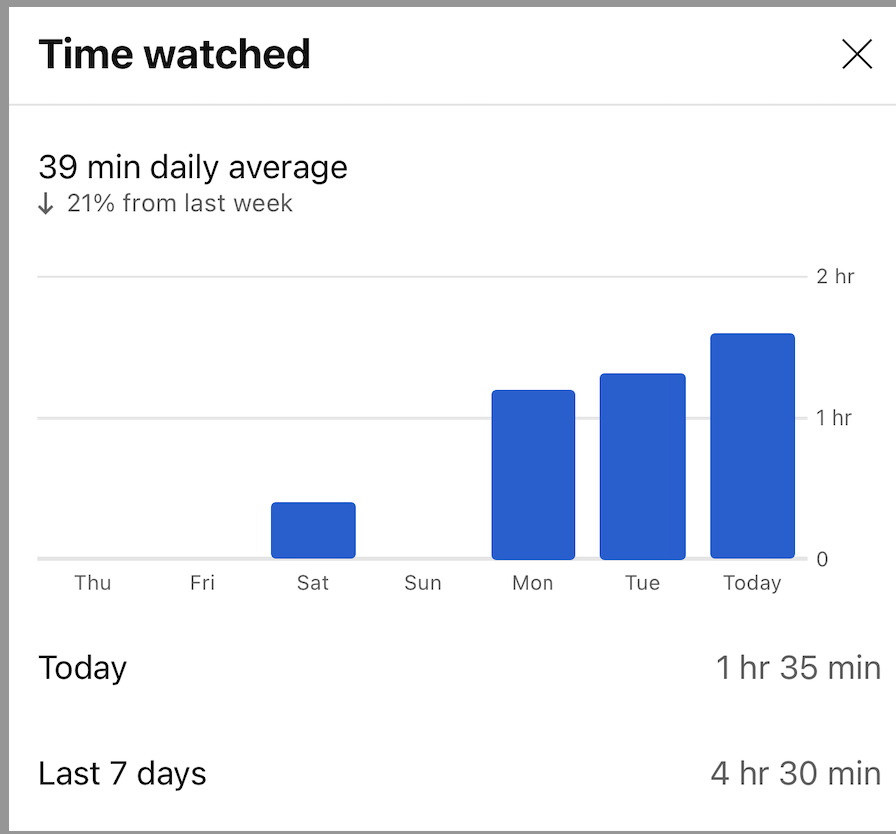 Time watched
39 min daily average
↓ 21% from last week
2 hr
1 hr
0
Thu Fri Sat Sun Mon Tue Today
Today 1 hr 35 min
Last 7 days 4 hr 30 min